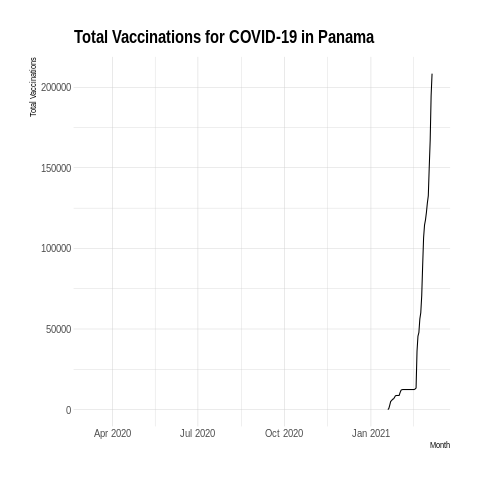 Total Vaccinations for COVID-19 in Panama
Total Vaccinations
200000
150000
100000
50000
0
Apr 2020 Jul 2020 Oct 2020 Jan 2021
Month